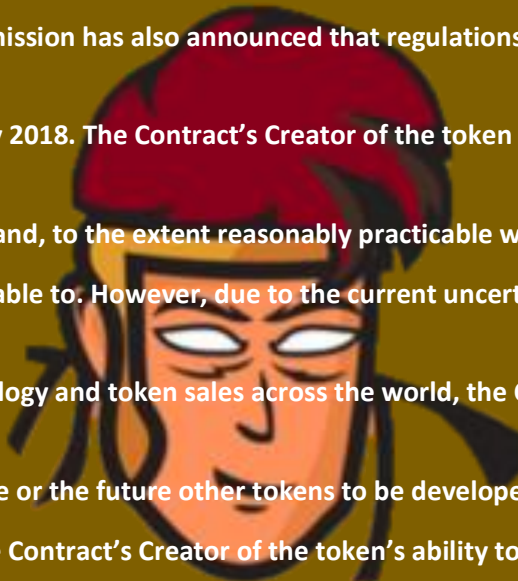 mission has also announced that regulations
2018. The Contract's Creator of the token
and, to the extent reasonably practicable w
able to. However, due to the current uncert
logy and token sales across the world, the
e or the future other tokens to be develope
Contract's Creator of the token's ability to